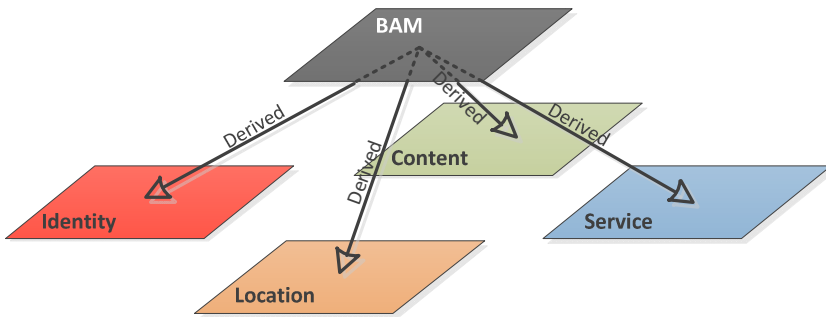 BAM
Derived
Derived
Derived
Derived
Content
Identity
Service
Location